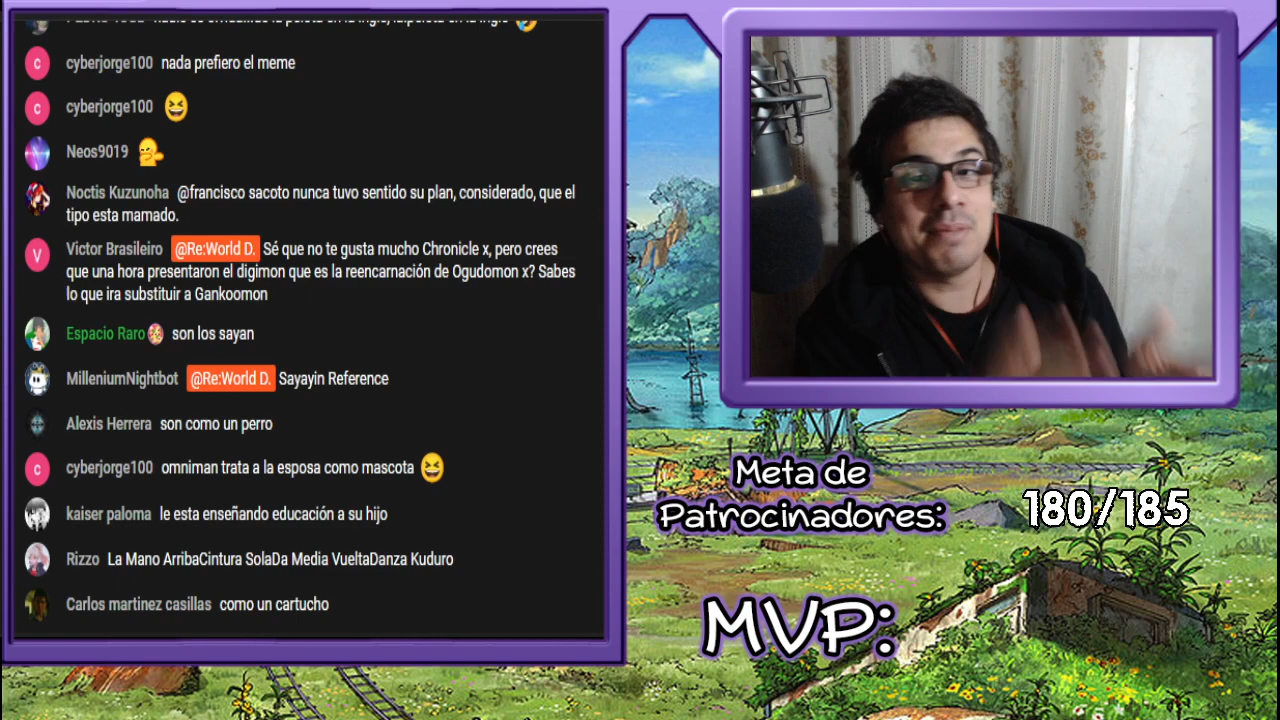 cyberjorge100 nada prefiero el meme
cyberjorge100
Neos9019
Noctis Kuzunoha @francisco sacoto nunca tuvo sentido su plan, considerado, que el
tipo esta mamado.
Victor Brasileiro @Re:World D. Sé que no te gusta mucho Chronicle x, pero crees
que una hora presentaron el digimon que es la reencarnación de Ogudomon x? Sabes
lo que ira substituir a Gankoomon
Espacio Raro son los sayan
MilleniumNightbot @Re:World D. Sayayin Reference
Alexis Herrera son como un perro
cyberjorge100 omniman trata a la esposa como mascota
kaiser paloma le esta enseñando educación a su hijo
Rizzo La Mano ArribaCintura SolaDa Media VueltaDanza Kuduro
Carlos martinez casillas como un cartucho
Meta de
Patrocinadores:
180/185
MVP: